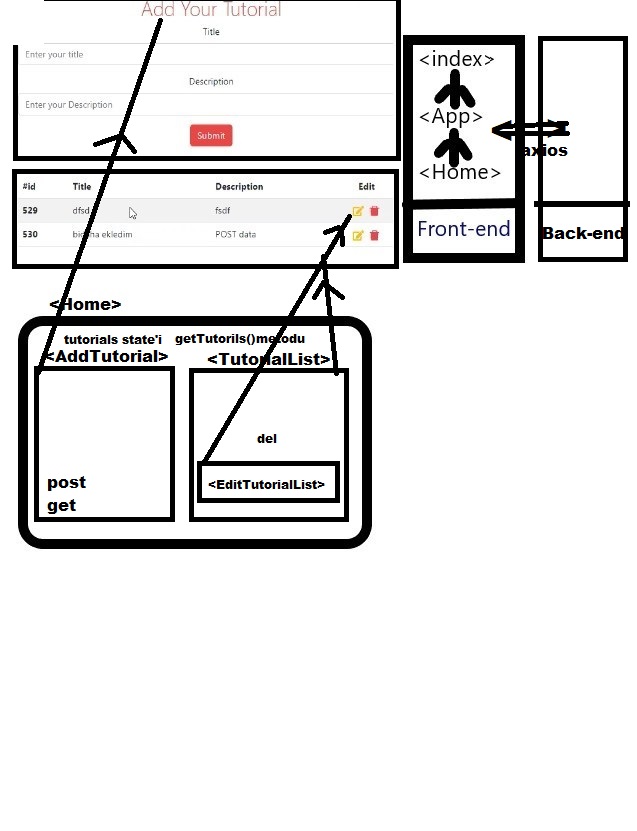 Add Your Tutorial
Title
Enter your title
Description
Enter your Description
Submit
#id Title Description Edit
529 dfsd fsdf
530 ekledim POST data
<index>
<App>
<Home>
axios
Front-end
Back-end
<Home>
tutorials state'i getTutorils()metodu
<AddTutorial> <TutorialList>
del
post
get
<EditTutorialList>